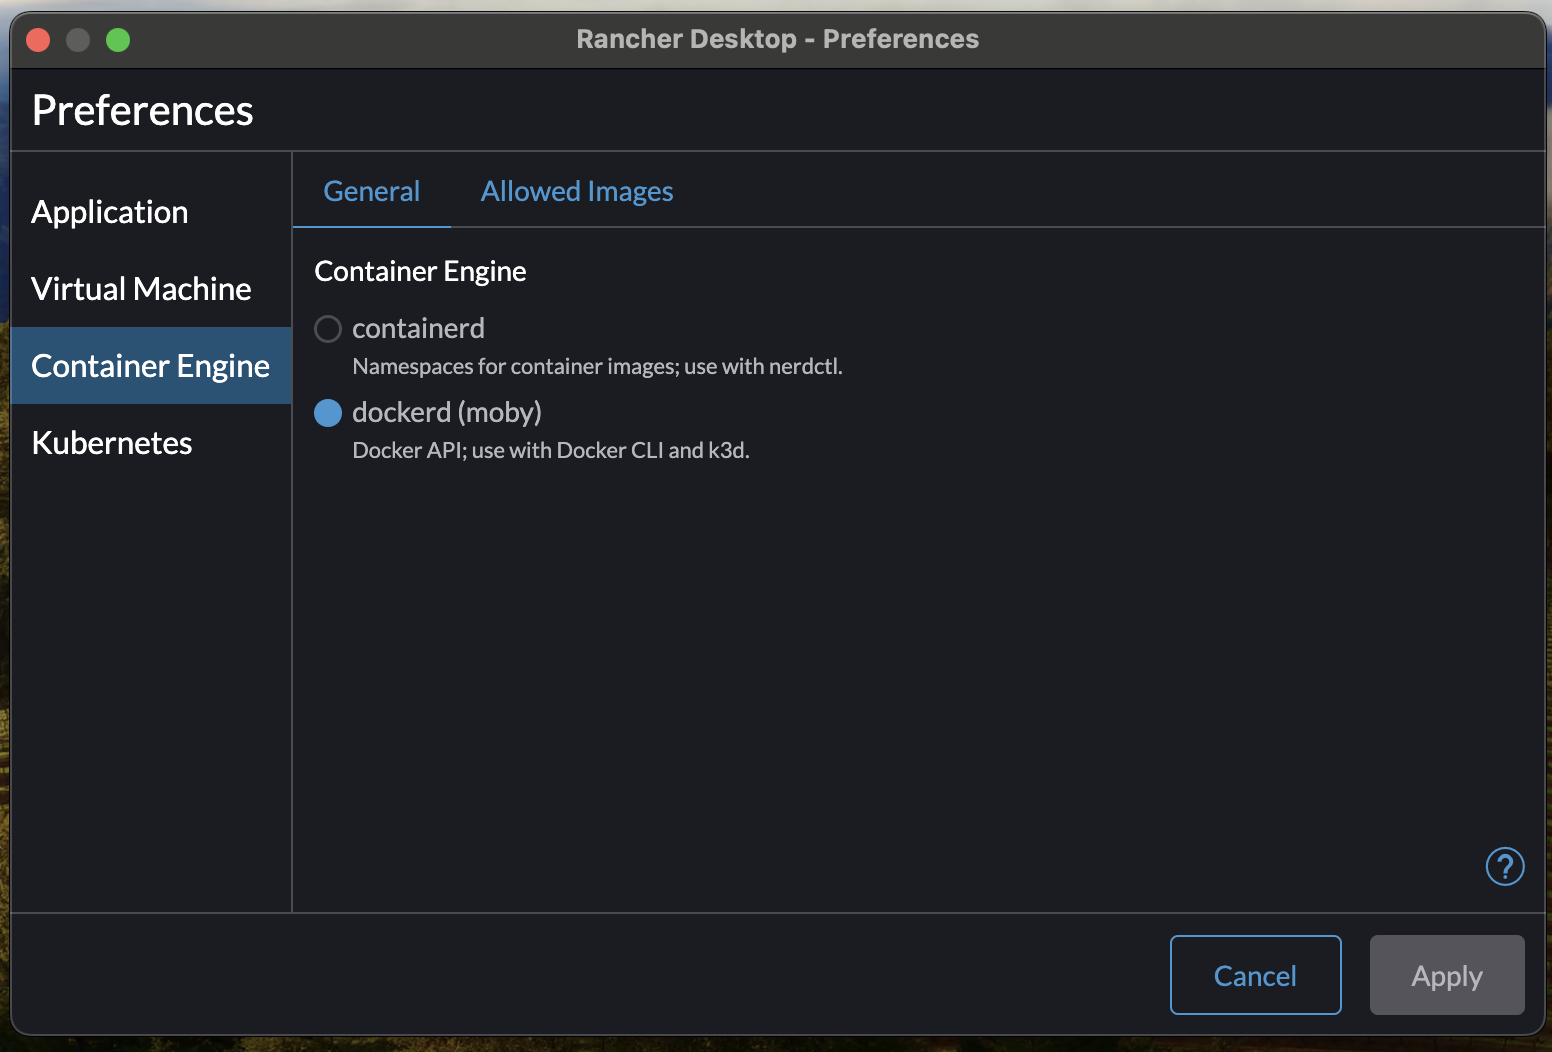 Rancher Desktop - Preferences
Preferences
Application
Virtual Machine
Container Engine
Kubernetes
General
Allowed Images
Container Engine
containerd
Namespaces for container images; use with nerdctl.
dockerd (moby)
Docker API; use with Docker CLI and k3d.
?
Cancel
Apply